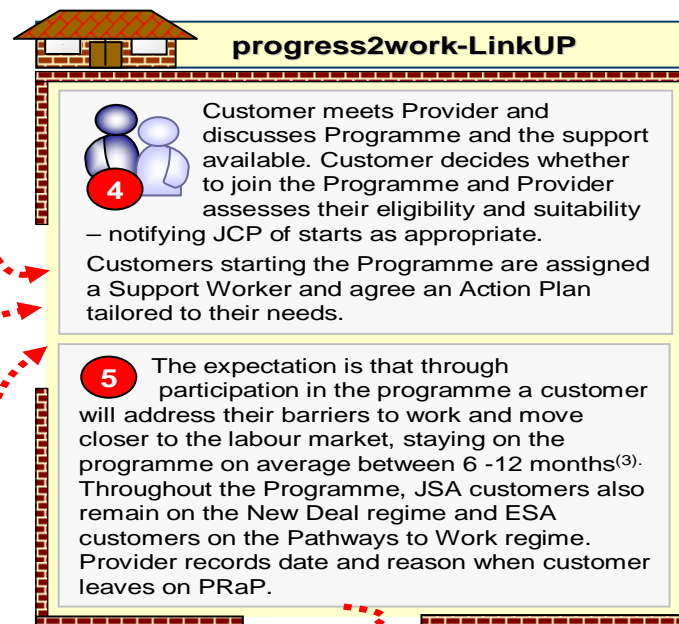 progress2work-LinkUP
4
Customer meets Provider and
discusses Programme and the support
available. Customer decides whether
to join the Programme and Provider
assesses their eligibility and suitability
– notifying JCP of starts as appropriate.
Customers starting the Programme are assigned
a Support Worker and agree an Action Plan
tailored to their needs.
5
The expectation is that through
participation in the programme a customer
will address their barriers to work and move
closer to the labour market, staying on the
programme on average between 6 -12 months(3).
Throughout the Programme, JSA customers also
remain on the New Deal regime and ESA
customers on the Pathways to Work regime.
Provider records date and reason when customer
leaves on PRaP.